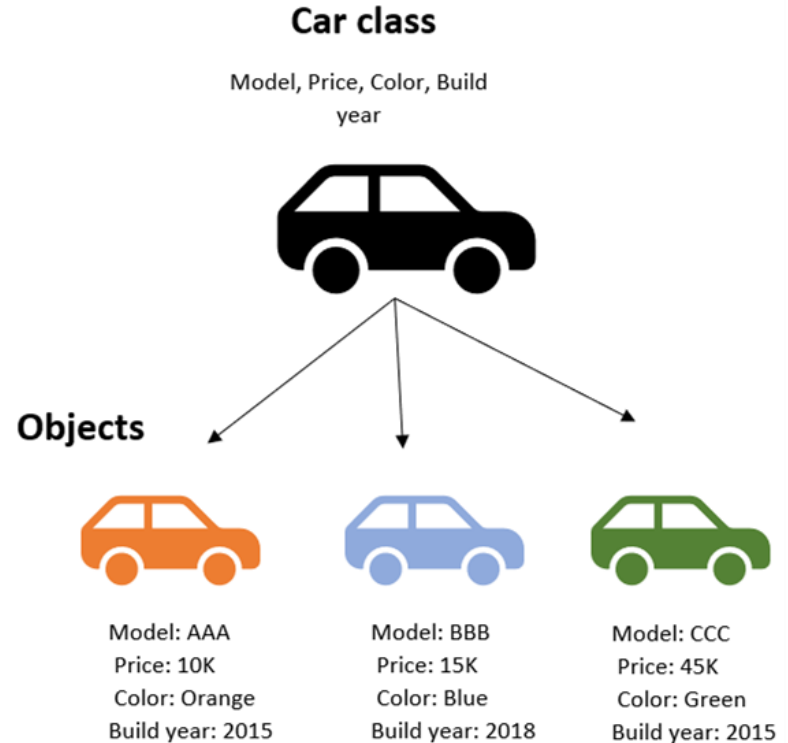 Car class
Model, Price, Color, Build
year
Objects
Model: AAA
Price: 10K
Color: Orange
Build year: 2015
Model: BBB
Price: 15K
Color: Blue
Build year: 2018
Model: CCC
Price: 45K
Color: Green
Build year: 2015